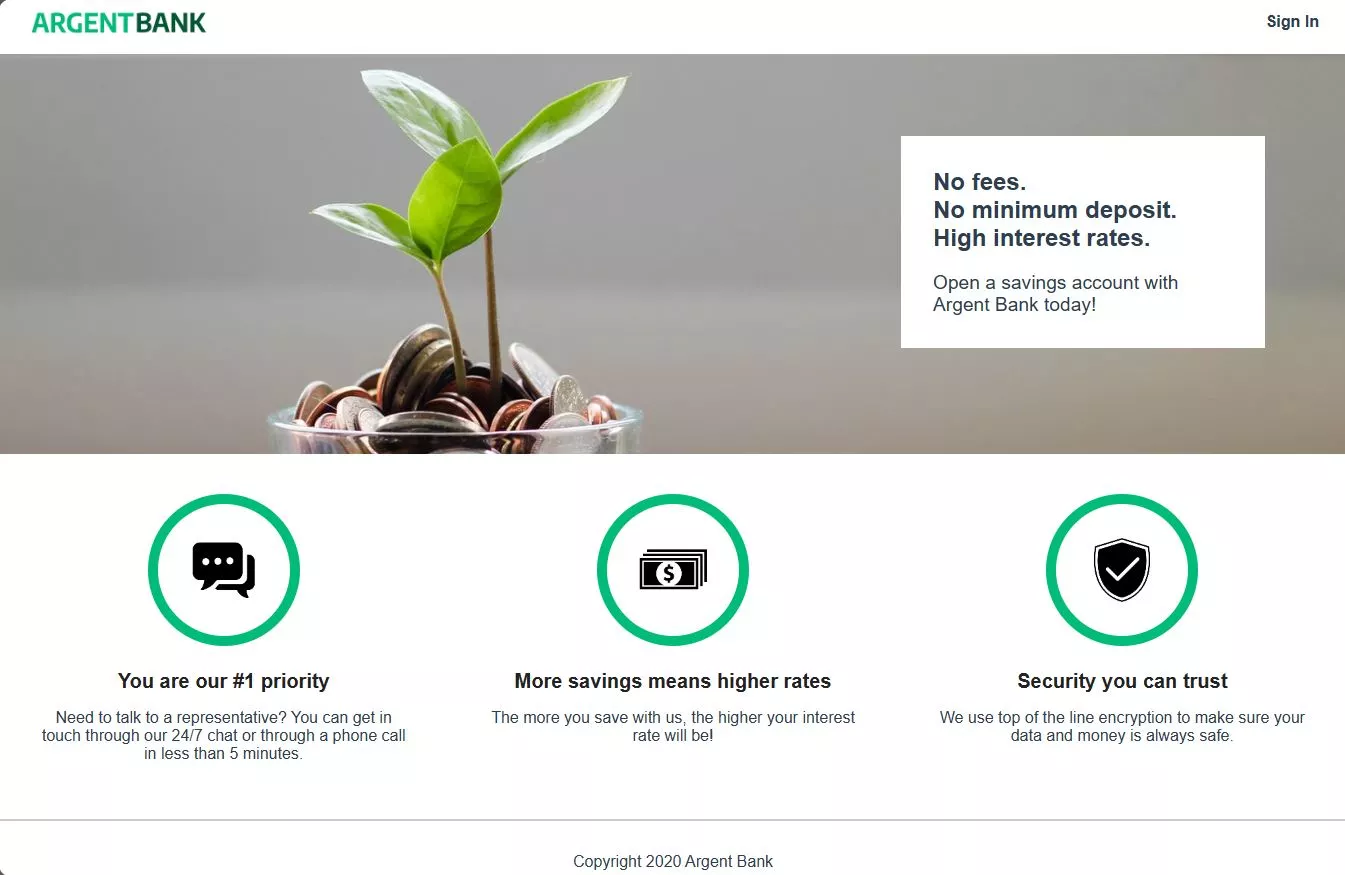 ARGENTBANK
Sign In
No fees.
No minimum deposit.
High interest rates.
Open a savings account with
Argent Bank today!
$
You are our #1 priority
Need to talk to a representative? You can get in
touch through our 24/7 chat or through a phone call
in less than 5 minutes.
More savings means higher rates
The more you save with us, the higher your interest
rate will be!
Security you can trust
We use top of the line encryption to make sure your
data and money is always safe.
Copyright 2020 Argent Bank